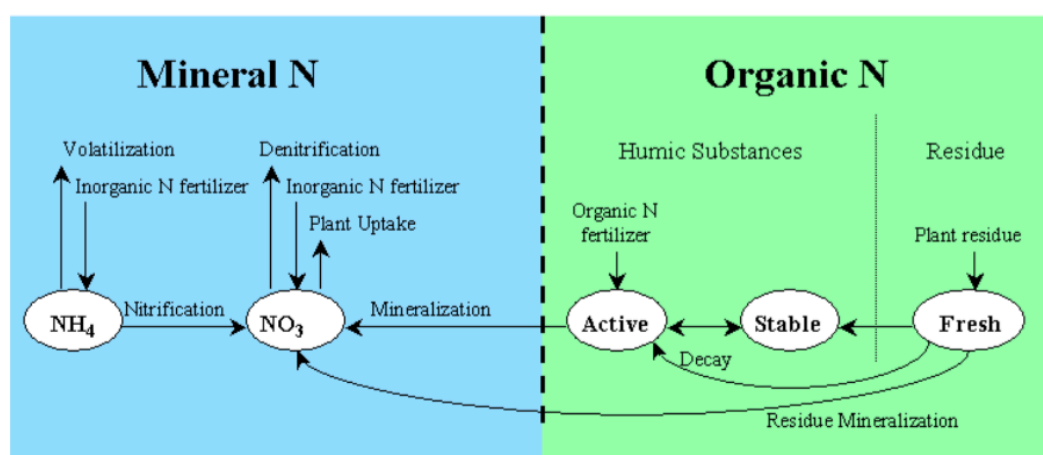 Mineral N
Organic N
Volatilization
Denitrification
Humic Substances
Residue
Inorganic N fertilizer
Inorganic N fertilizer
Plant Uptake
Organic N
fertilizer
Plant residue
NH4
Nitrification
NO3
Mineralization
Active
Stable
Fresh
Decay
Residue Mineralization